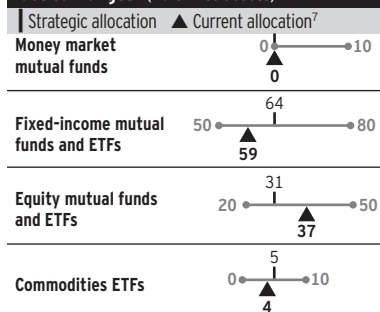 Strategic allocation Current allocation7
Money market
mutual funds
0 10
0
64
Fixed-income mutual
funds and ETFs
50 80
59
31
Equity mutual funds
and ETFs
20 50
37
5
Commodities ETFs
0 10
4